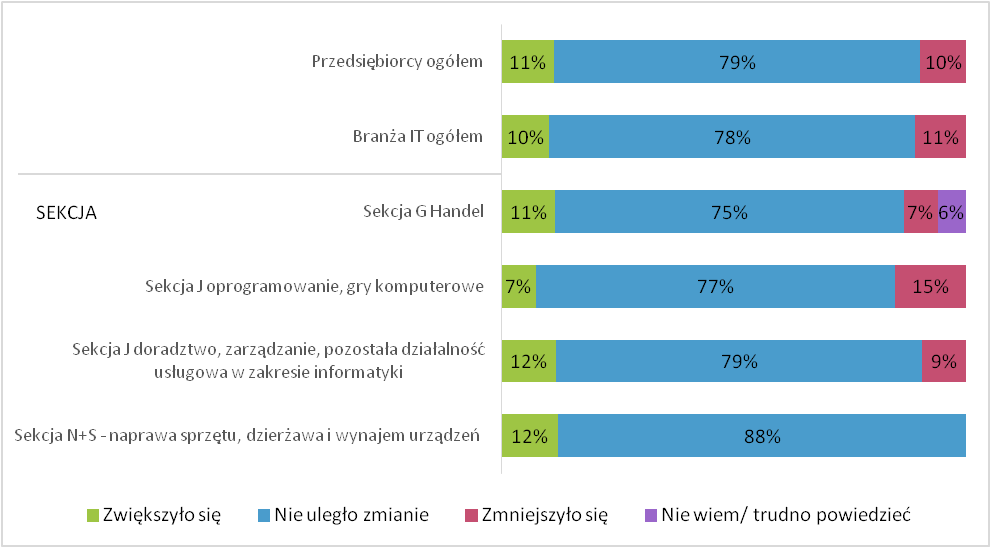 Przedsiębiorcy ogółem
11% 79% 10%
Branża IT ogółem
10% 78% 11%
SEKCJA
Sekcja G Handel
11% 75% 7% 6%
Sekcja J oprogramowanie, gry komputerowe
7% 77% 15%
Sekcja J doradztwo, zarządzanie, pozostała działalność
usługowa w zakresie informatyki
12% 79% 9%
Sekcja N+S - naprawa sprzętu, dzierżawa i wynajem urządzeń
12% 88%
Zwiększyło się Nie uległo zmianie Zmniejszyło się Nie wiem/ trudno powiedzieć